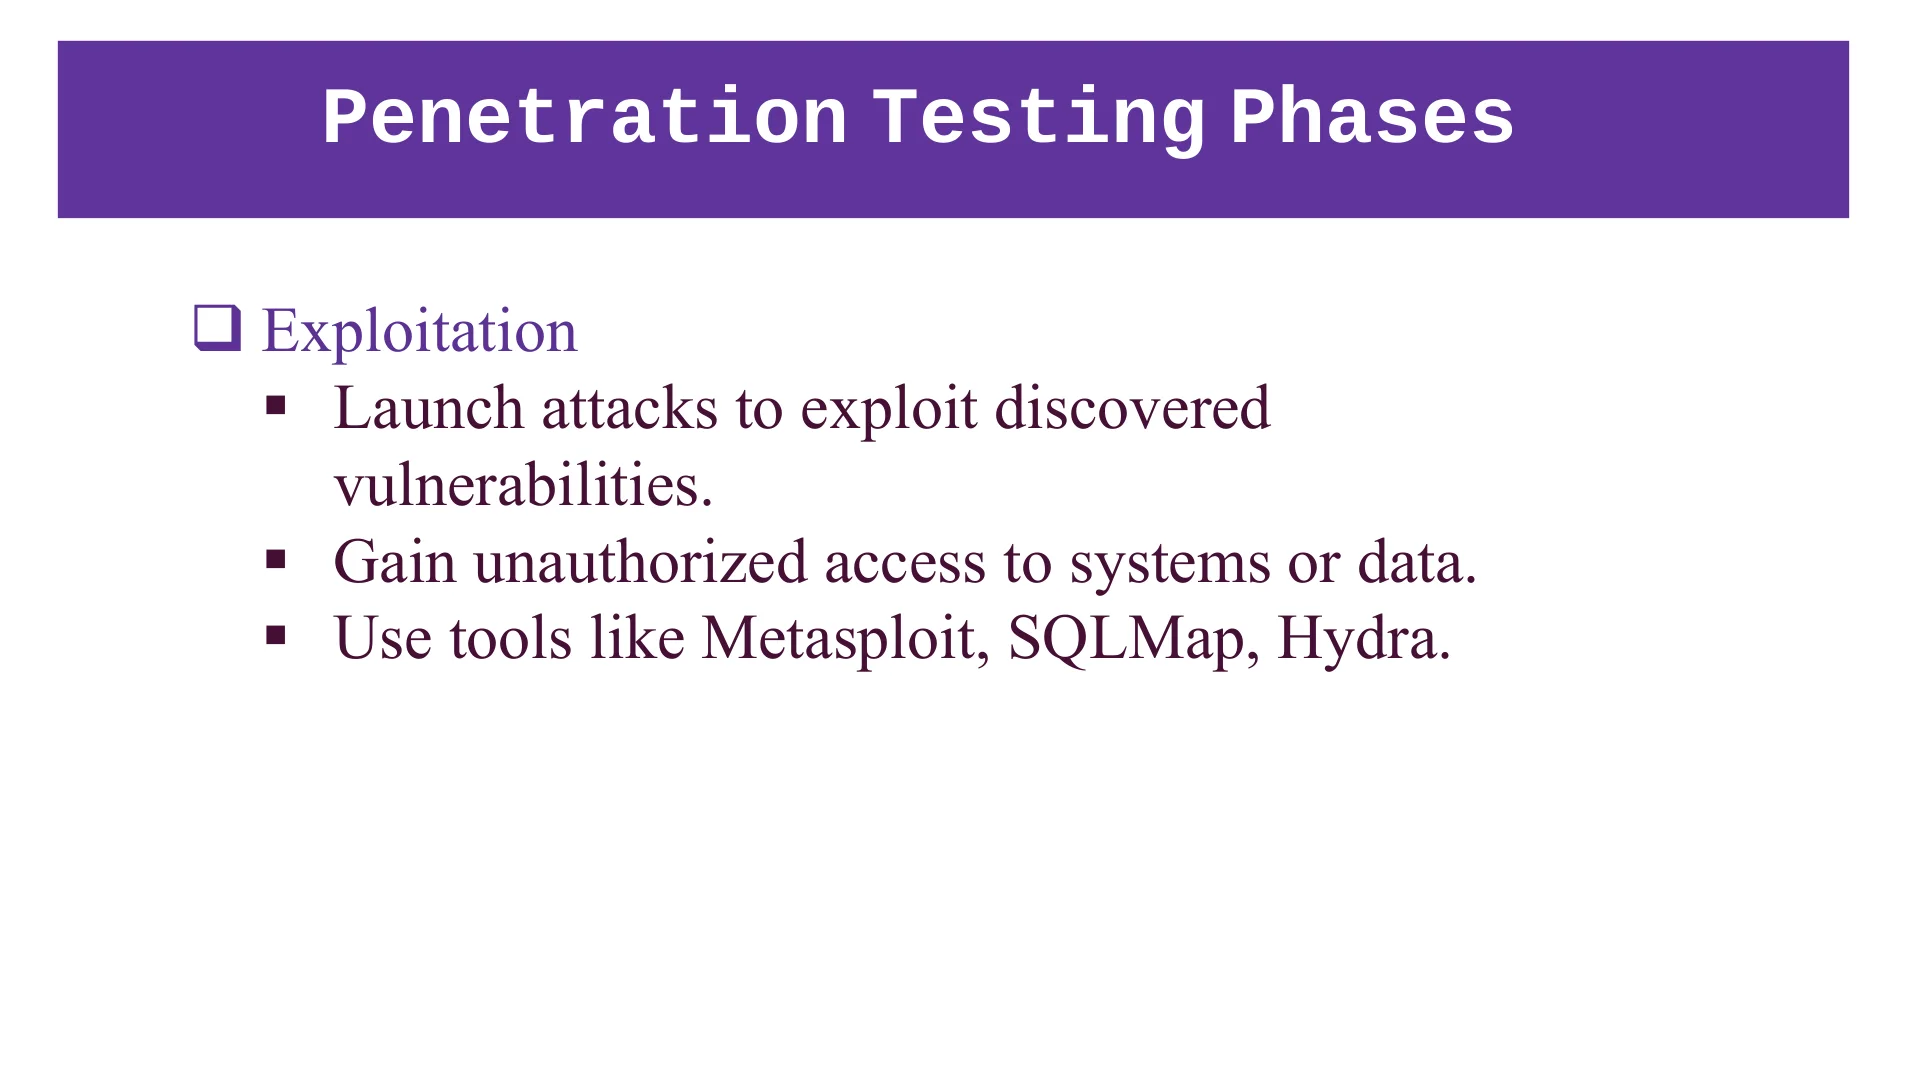 Penetration Testing Phases
❑ Exploitation
▪ Launch attacks to exploit discovered
vulnerabilities.
▪ Gain unauthorized access to systems or data.
▪ Use tools like Metasploit, SQLMap, Hydra.